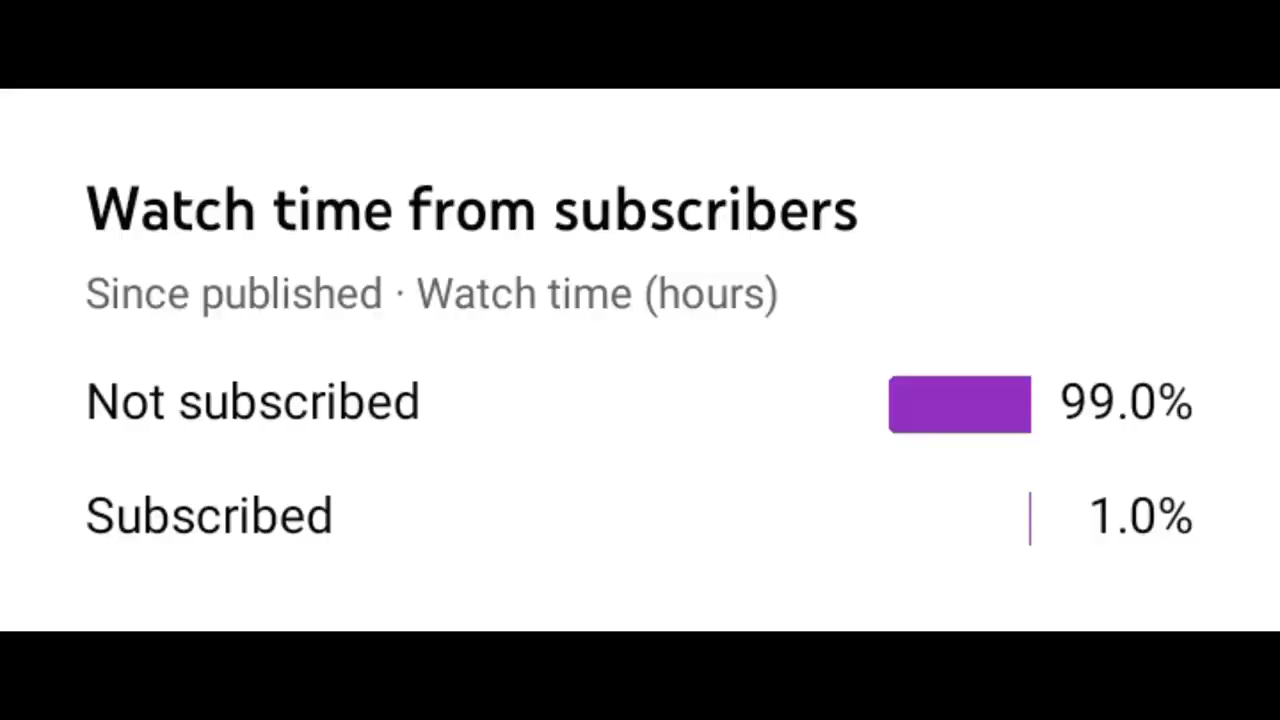 Watch time from subscribers
Since published · Watch time (hours)
Not subscribed 99.0%
Subscribed 1.0%